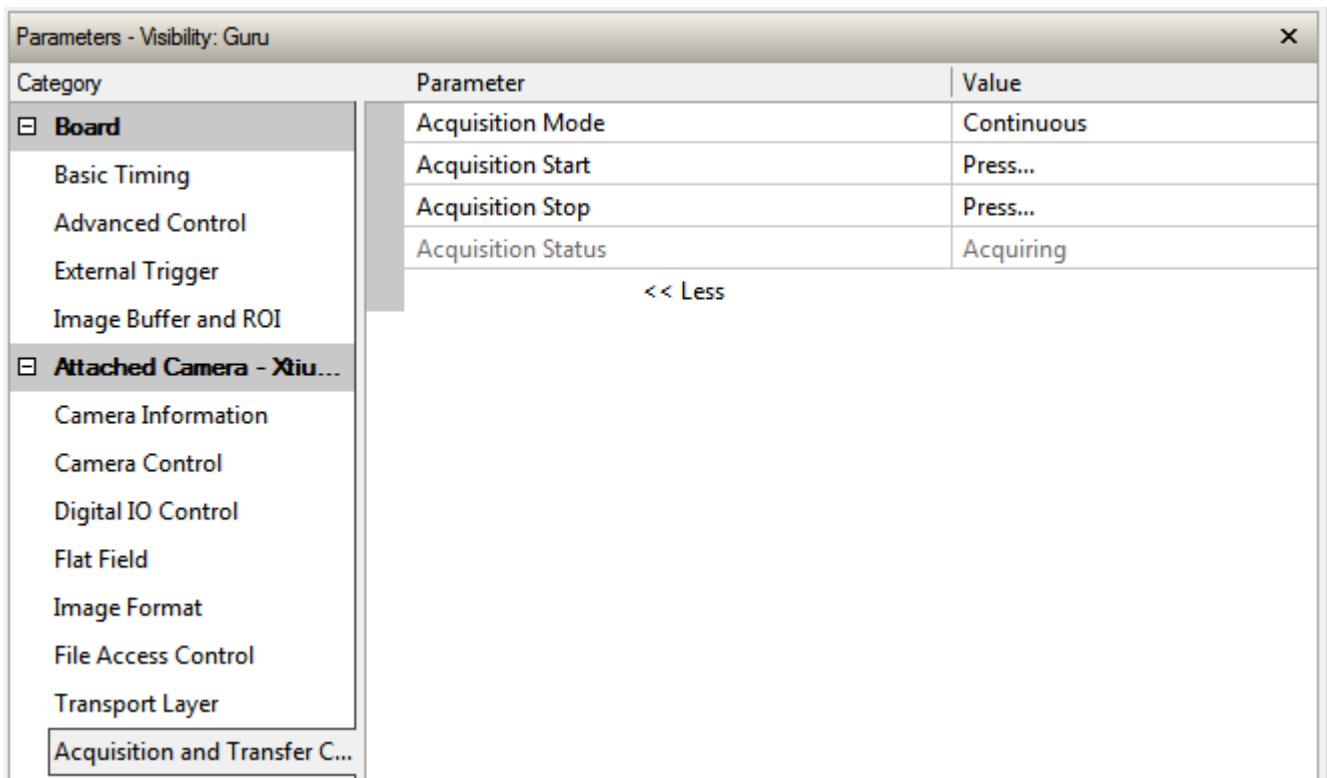 Parameters - Visibility: Guru ×
Category Parameter Value
Board
Basic Timing
Advanced Control
External Trigger
Image Buffer and ROI
Attached Camera - Xtiu...
Camera Information
Camera Control
Digital IO Control
Flat Field
Image Format
File Access Control
Transport Layer
Acquisition and Transfer C...
Acquisition Mode Continuous
Acquisition Start Press...
Acquisition Stop Press...
Acquisition Status Acquiring
<< Less